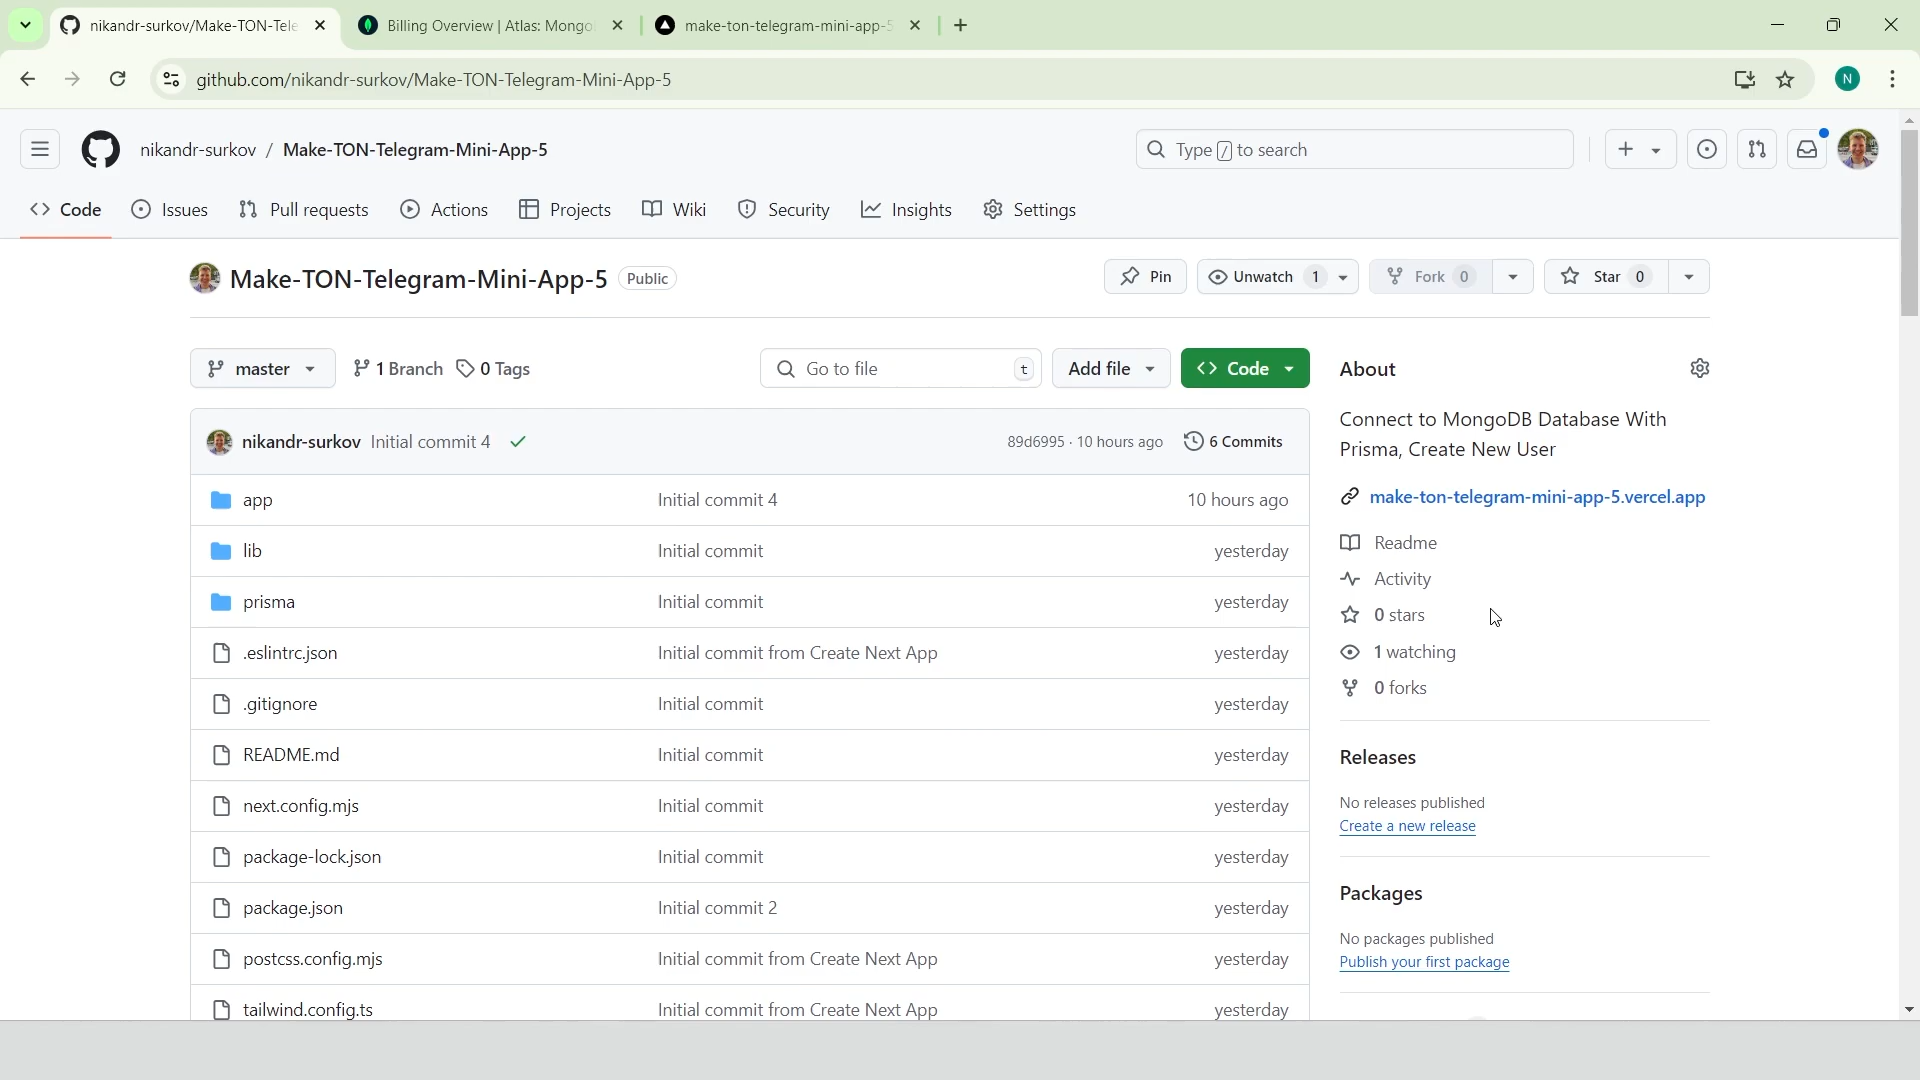 nikandr-surkov/Make-TON-Tele
Billing Overview | Atlas: Mongo
make-ton-telegram-mini-app-5
github.com/nikandr-surkov/Make-TON-Telegram-Mini-App-5
N
nikandr-surkov / Make-TON-Telegram-Mini-App-5
Type / to search
Code
Issues
Pull requests
Actions
Projects
Wiki
Security
Insights
Settings
Make-TON-Telegram-Mini-App-5 Public
Pin
Unwatch 1
Fork 0
Star 0
master
1 Branch
0 Tags
Go to file t
Add file
Code
About
nikandr-surkov Initial commit 4 89d6995 · 10 hours ago 6 Commits
app Initial commit 4 10 hours ago
lib Initial commit yesterday
prisma Initial commit yesterday
.eslintrc.json Initial commit from Create Next App yesterday
.gitignore Initial commit yesterday
README.md Initial commit yesterday
next.config.mjs Initial commit yesterday
package-lock.json Initial commit yesterday
package.json Initial commit 2 yesterday
postcss.config.mjs Initial commit from Create Next App yesterday
tailwind.config.ts Initial commit from Create Next App yesterday
Connect to MongoDB Database With
Prisma, Create New User
make-ton-telegram-mini-app-5.vercel.app
Readme
Activity
0 stars
1 watching
0 forks
Releases
No releases published
Create a new release
Packages
No packages published
Publish your first package